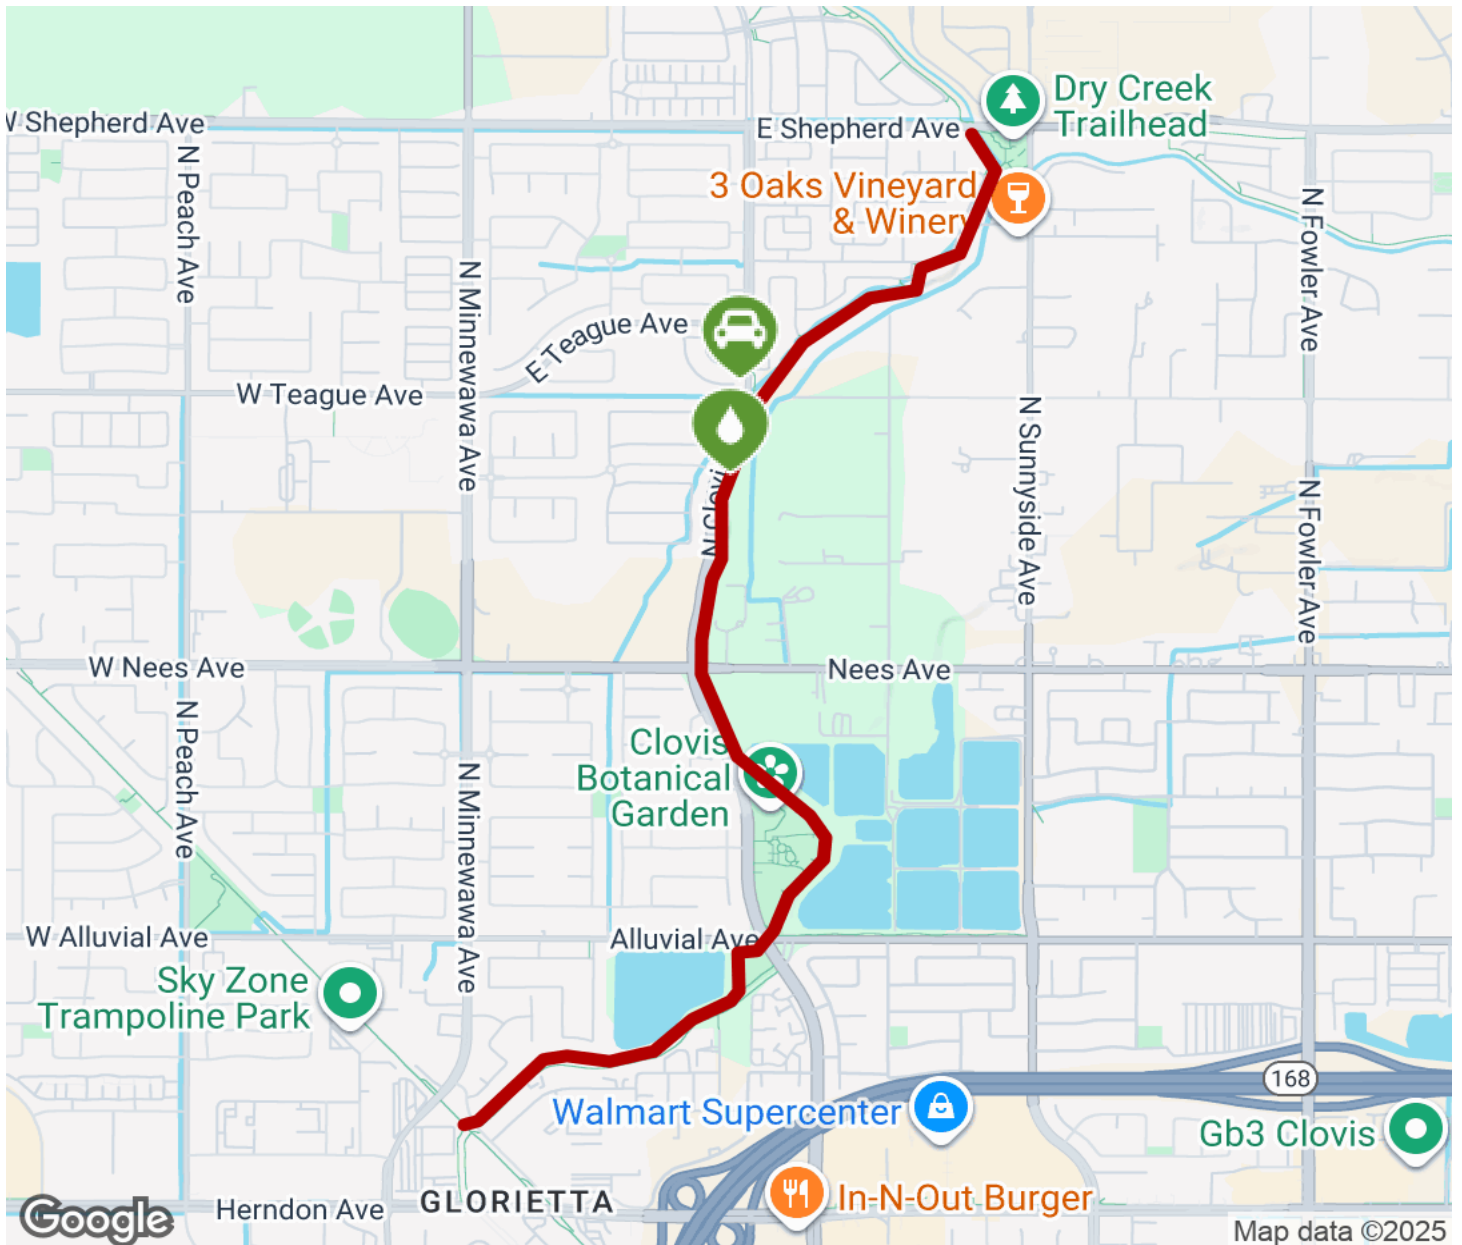 W Shepherd Ave
E Shepherd Ave
Dry Creek
Trailhead
N Peach Ave
3 Oaks Vineyard
& Winery
N Fowler Ave
N Minnewawa Ave
E Teague Ave
W Teague Ave
N Sunnyside Ave
N Fowler Ave
W Nees Ave
Nees Ave
N Peach Ave
Clovis
Botanical
Garden
N Minnewawa Ave
W Alluvial Ave
Alluvial Ave
Sky Zone
Trampoline Park
168
Walmart Supercenter
Gb3 Clovis
GLORIETTA
In-N-Out Burger
Herndon Ave
Google
Map data ©2025